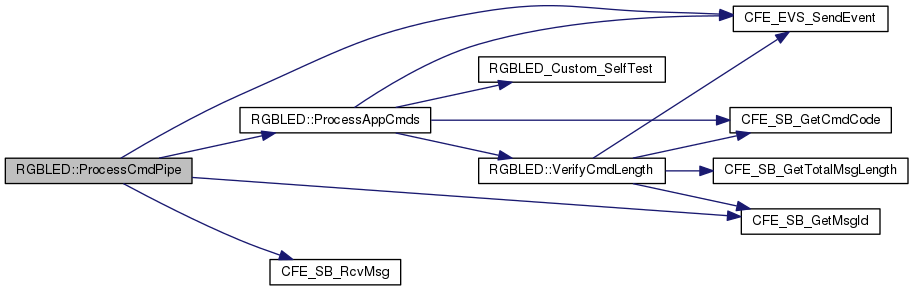 CFE_EVS_SendEvent
RGBLED_Custom_SelfTest
RGBLED::ProcessAppCmds
CFE_SB_GetCmdCode
RGBLED::ProcessCmdPipe
RGBLED::VerifyCmdLength
CFE_SB_GetTotalMsgLength
CFE_SB_GetMsgId
CFE_SB_RcvMsg